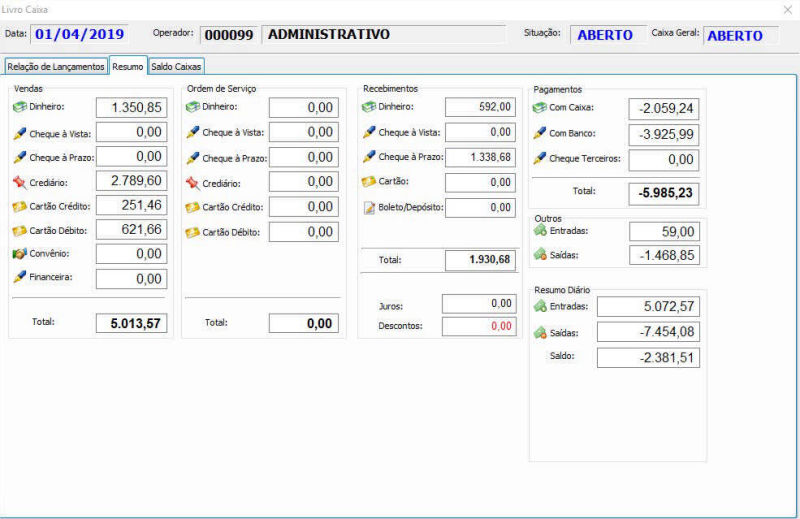 Livro Caixa
Data: 01/04/2019 Operador: 000099 ADMINISTRATIVO Situação: ABERTO Caixa Geral: ABERTO
Relação de Lançamentos Resumo Saldo Caixas
Vendas
Dinheiro: 1.350,85
Cheque à Vista: 0,00
Cheque à Prazo: 0,00
Crediário: 2.789,60
Cartão Crédito: 251,46
Cartão Débito: 621,66
Convênio: 0,00
Financeira: 0,00
Total: 5.013,57
Ordem de Serviço
Dinheiro: 0,00
Cheque à Vista: 0,00
Cheque à Prazo: 0,00
Crediário: 0,00
Cartão Crédito: 0,00
Cartão Débito: 0,00
Total: 0,00
Recebimentos
Dinheiro: 592,00
Cheque à Vista: 0,00
Cheque à Prazo: 1.338,68
Cartão: 0,00
Boleto/Depósito: 0,00
Total: 1.930,68
Juros: 0,00
Descontos: 0,00
Pagamentos
Com Caixa: -2.059,24
Com Banco: -3.925,99
Cheque Terceiros: 0,00
Total: -5.985,23
Outros
Entradas: 59,00
Saídas: -1.468,85
Resumo Diário
Entradas: 5.072,57
Saídas: -7.454,08
Saldo: -2.381,51